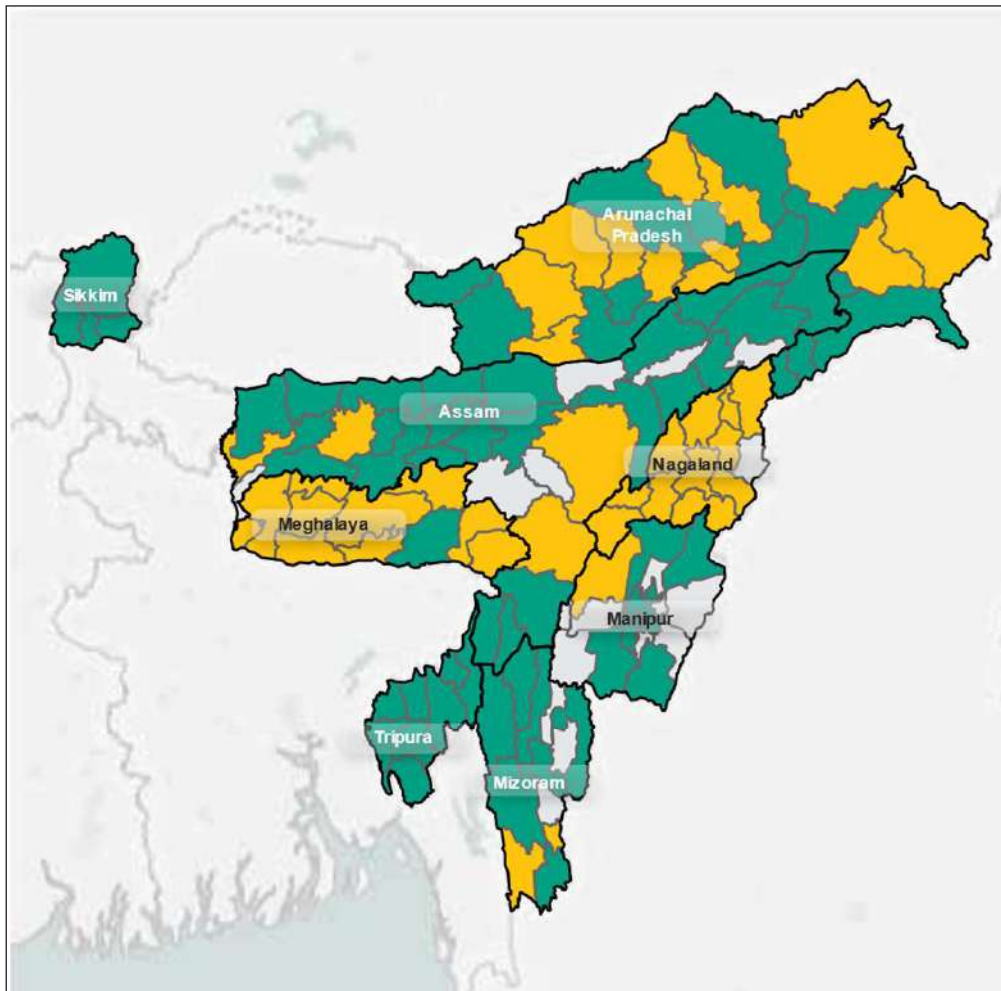 Arunachal
Pradesh
Sikkim
Assam
Nagaland
Meghalaya
Manipur
Tripura
Mizoram